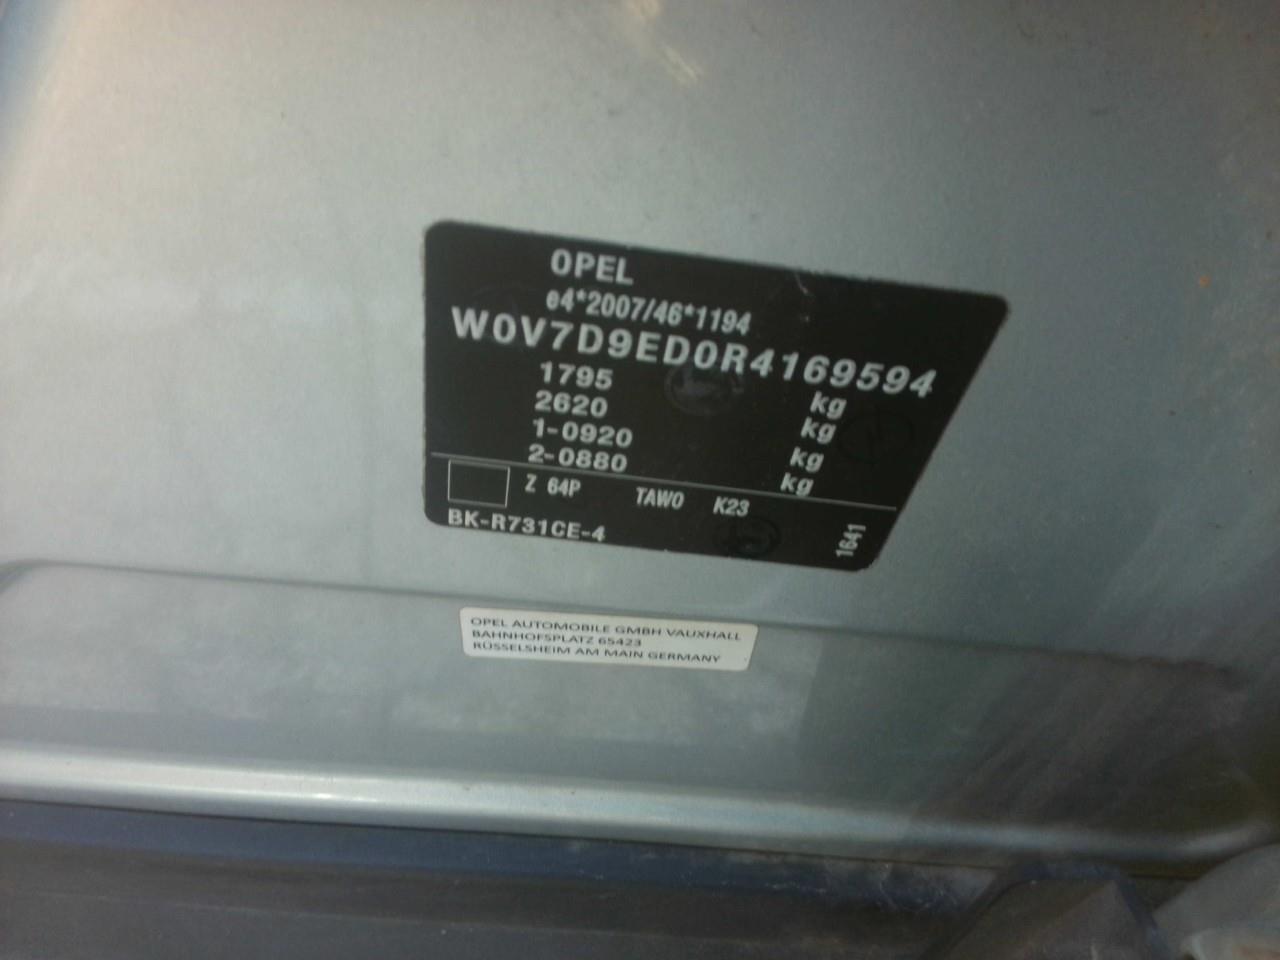 OPEL
e4*2007/46*1194
W0V7D9ED0R4169594
1795 kg
2620 kg
1-0920 kg
2-0880 kg
Z 64P TAWO K23
BK-R731CE-4
1641
OPEL AUTOMOBILE GMBH VAUXHALL
BAHNHOFSPLATZ 65423
RÜSSELSHEIM AM MAIN GERMANY